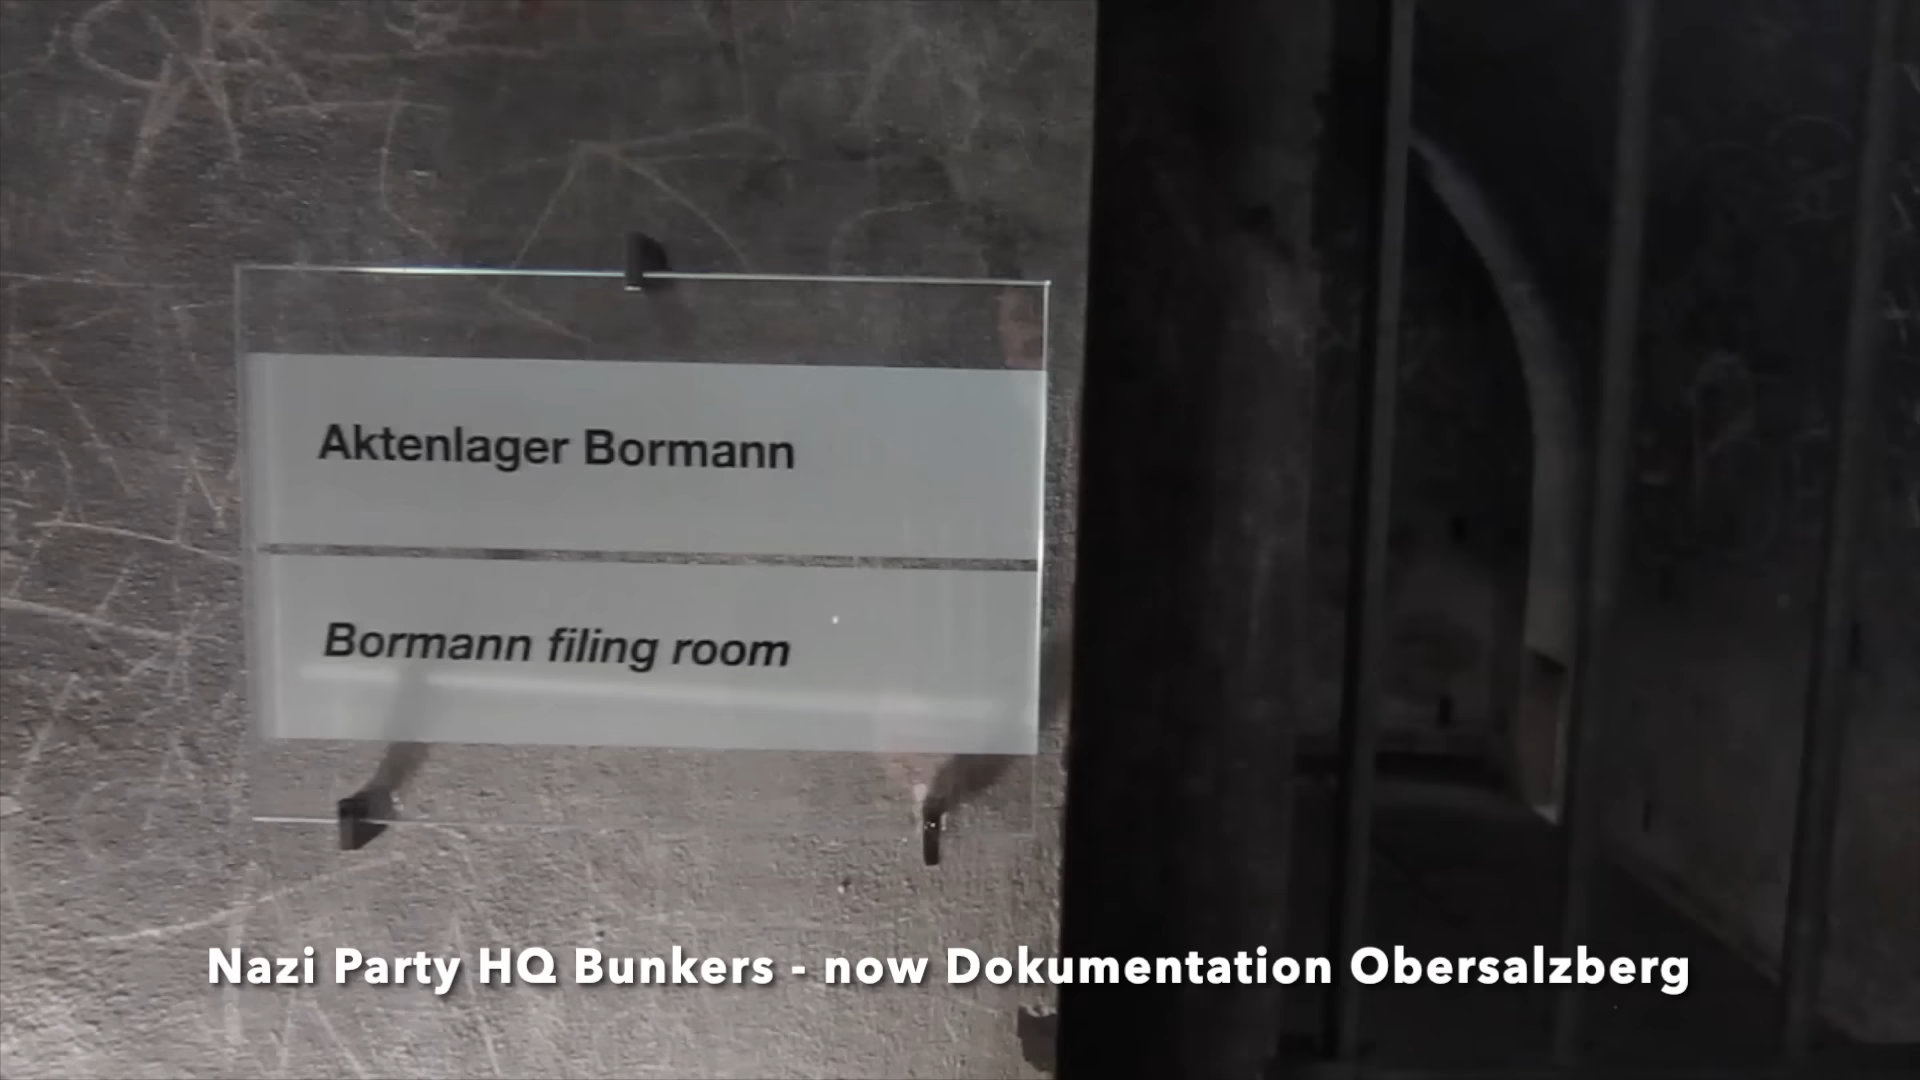 Aktenlager Bormann
Bormann filing room
Nazi Party HQ Bunkers - now Dokumentation Obersalzberg